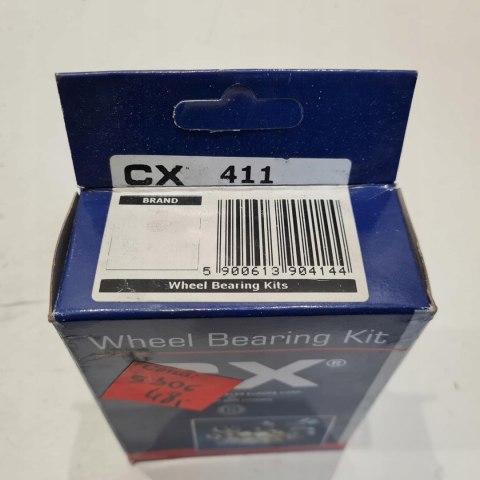 CX 411
BRAND
5 900613 904144
Wheel Bearing Kits
Wheel Bearing Kit
CX®